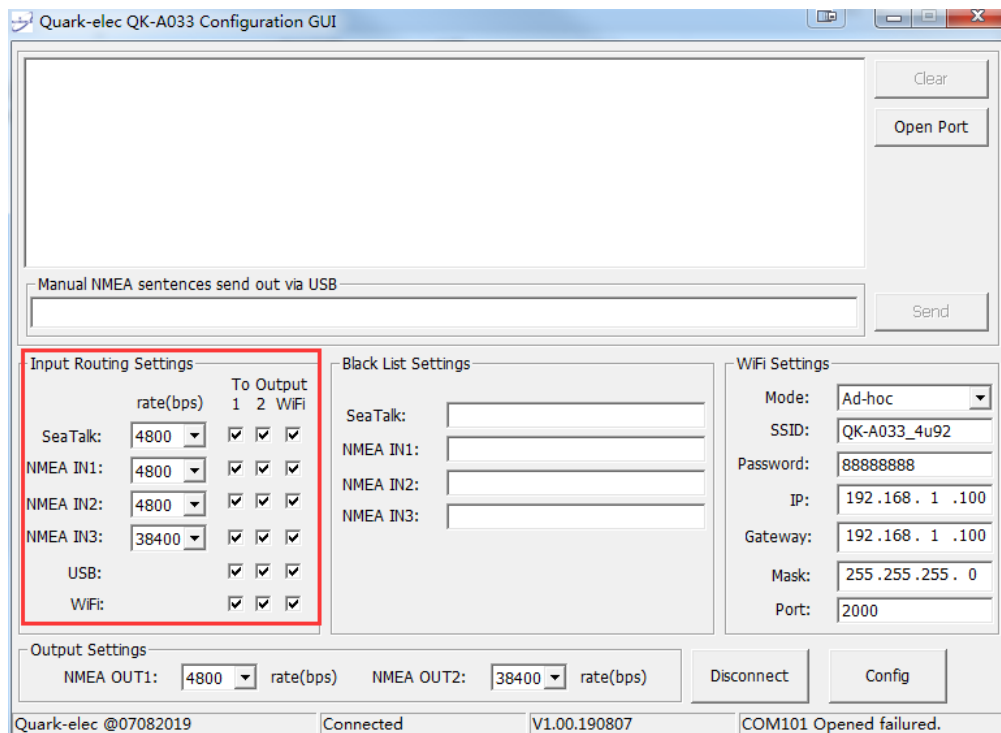 Quark-elec QK-A033 Configuration GUI
Clear
Open Port
Manual NMEA sentences send out via USB
Send
Input Routing Settings
To Output
rate(bps) 1 2 WiFi
SeaTalk: 4800
NMEA IN1: 4800
NMEA IN2: 4800
NMEA IN3: 38400
USB:
WiFi:
Black List Settings
SeaTalk:
NMEA IN1:
NMEA IN2:
NMEA IN3:
WiFi Settings
Mode: Ad-hoc
SSID: QK-A033_4u92
Password: 88888888
IP: 192.168. 1 .100
Gateway: 192.168. 1 .100
Mask: 255.255.255. 0
Port: 2000
Output Settings
NMEA OUT1: 4800 rate(bps) NMEA OUT2: 38400 rate(bps)
Disconnect
Config
Quark-elec @07082019 Connected V1.00.190807 COM101 Opened failured.